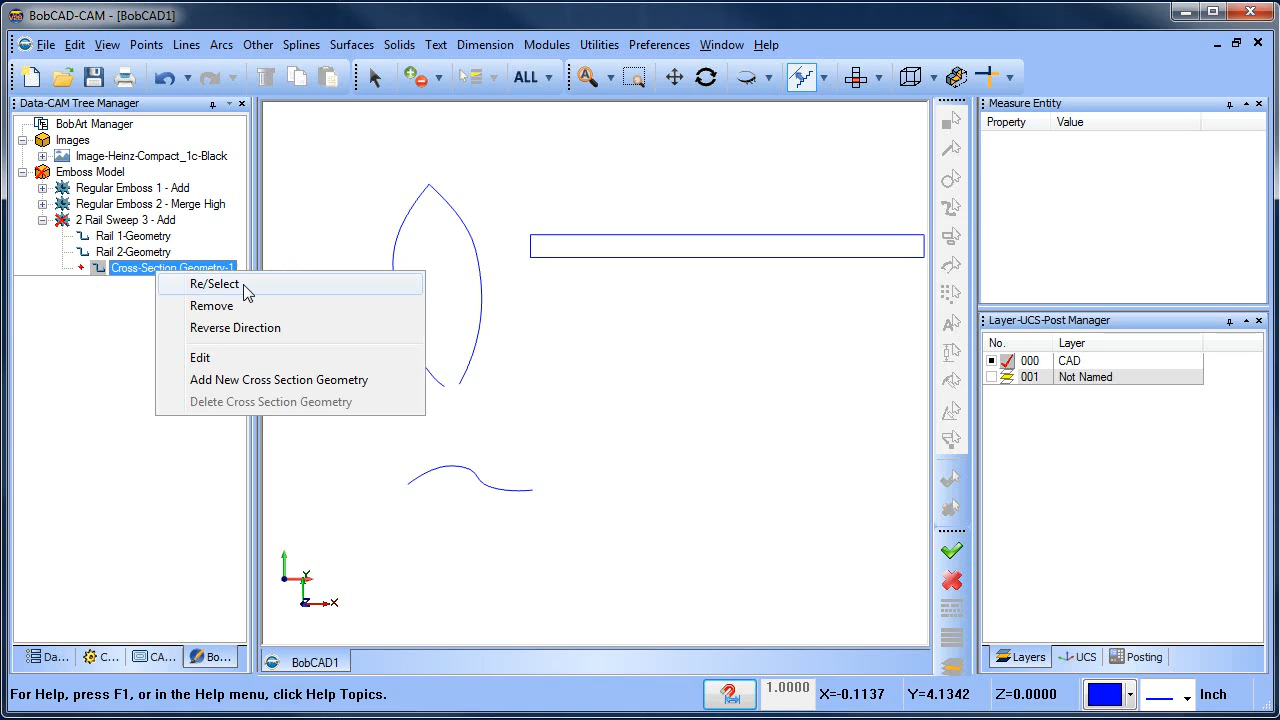 BobCAD-CAM - [BobCAD1]
File Edit View Points Lines Arcs Other Splines Surfaces Solids Text Dimension Modules Utilities Preferences Window Help
ALL
Data-CAM Tree Manager
BobArt Manager
Images
Image-Heinz-Compact_1c-Black
Emboss Model
Regular Emboss 1 - Add
Regular Emboss 2 - Merge High
2 Rail Sweep 3 - Add
Rail 1-Geometry
Rail 2-Geometry
Cross-Section Geometry-1
Re/Select
Remove
Reverse Direction
Edit
Add New Cross Section Geometry
Delete Cross Section Geometry
Y
Z X
Measure Entity
Property Value
Layer-UCS-Post Manager
No. Layer
000 CAD
001 Not Named
Da... C... CA... Bo...
BobCAD1
Layers UCS Posting
For Help, press F1, or in the Help menu, click Help Topics.
1.0000 X=-0.1137 Y=4.1342 Z=0.0000 Inch